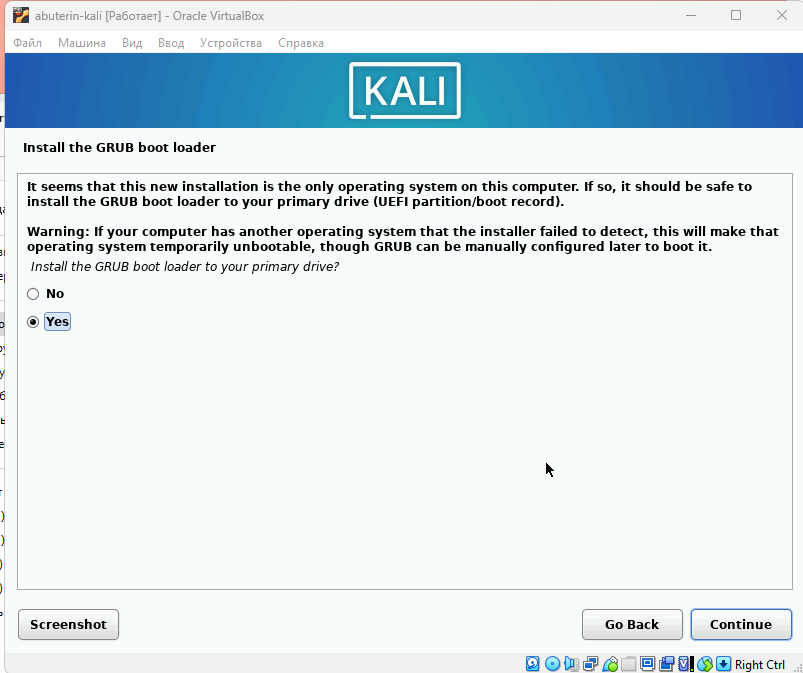 abuterin-kali [Работает] - Oracle VirtualBox
Файл Машина Вид Ввод Устройства Справка
KALI
Install the GRUB boot loader
It seems that this new installation is the only operating system on this computer. If so, it should be safe to
install the GRUB boot loader to your primary drive (UEFI partition/boot record).
Warning: If your computer has another operating system that the installer failed to detect, this will make that
operating system temporarily unbootable, though GRUB can be manually configured later to boot it.
Install the GRUB boot loader to your primary drive?
No
Yes
Screenshot Go Back Continue
Right Ctrl